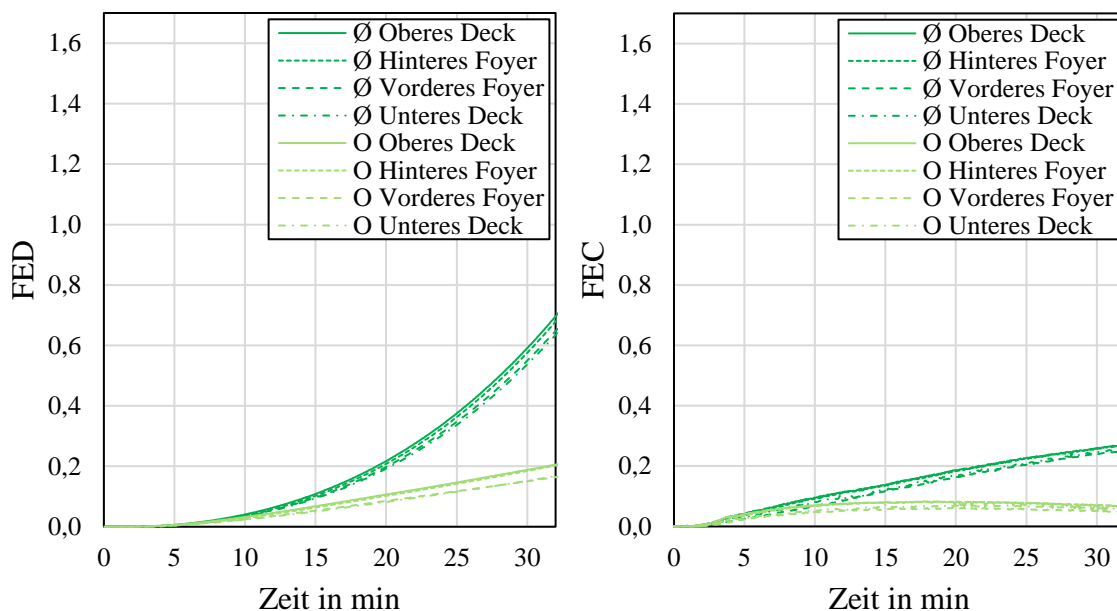 1,6
1,4
1,2
1,0
0,8
0,6
0,4
0,2
0,0
FED
Ø Oberes Deck
Ø Hinteres Foyer
Ø Vorderes Foyer
Ø Unteres Deck
O Oberes Deck
O Hinteres Foyer
O Vorderes Foyer
O Unteres Deck
0 5 10 15 20 25 30
Zeit in min
1,6
1,4
1,2
1,0
0,8
0,6
0,4
0,2
0,0
FEC
Ø Oberes Deck
Ø Hinteres Foyer
Ø Vorderes Foyer
Ø Unteres Deck
O Oberes Deck
O Hinteres Foyer
O Vorderes Foyer
O Unteres Deck
0 5 10 15 20 25 30
Zeit in min